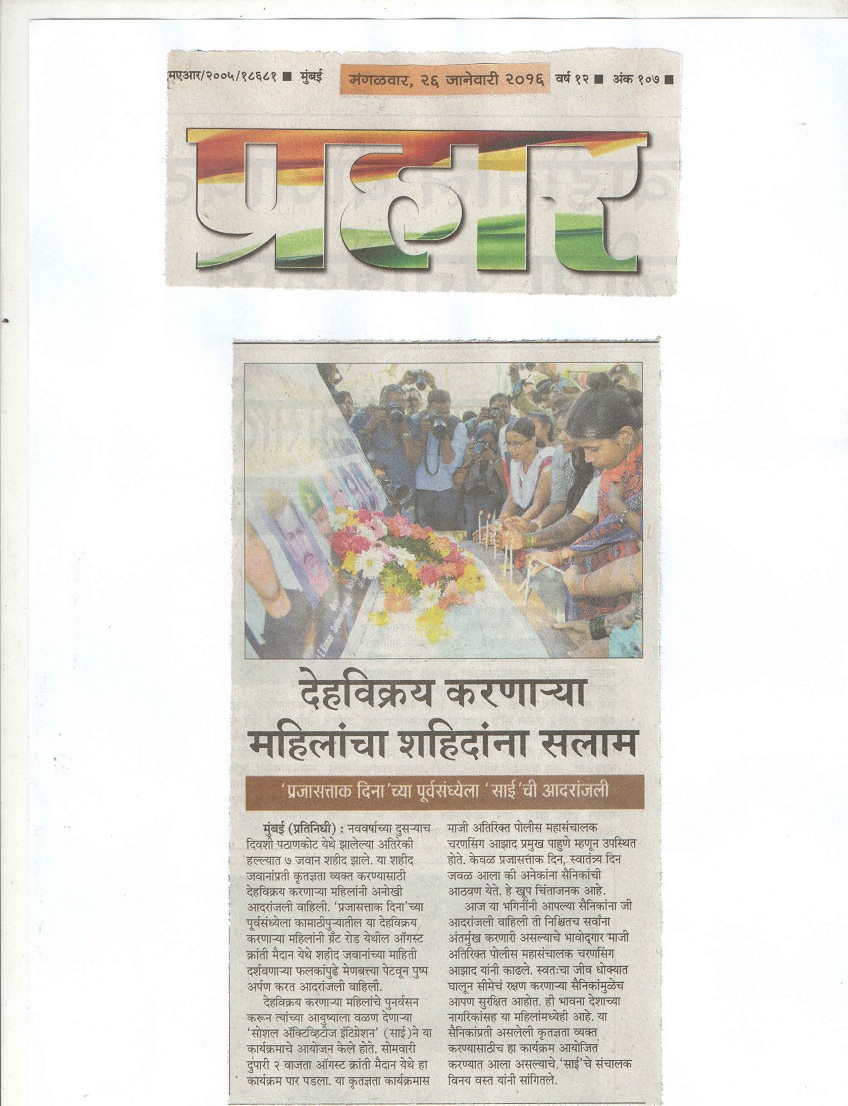 मएआर/२००५/१८६८१ ■ मुंबई मंगळवार, २६ जानेवारी २०१६ वर्ष १२ ■ अंक १०७ ■
प्रहार
देहविक्रय करणाऱ्या
महिलांचा शहिदांना सलाम
'प्रजासत्ताक दिना'च्या पूर्वसंध्येला 'साई'ची आदरांजली
मुंबई (प्रतिनिधी) : नववर्षाच्या दुसऱ्याच
दिवशी पठाणकोट येथे झालेल्या अतिरेकी
हल्ल्यात ७ जवान शहीद झाले. या शहीद
जवानांप्रती कृतज्ञता व्यक्त करण्यासाठी
देहविक्रय करणाऱ्या महिलांनी अनोखी
आदरांजली वाहिली. 'प्रजासत्ताक दिना'च्या
पूर्वसंध्येला कामाठीपुऱ्यातील या देहविक्रय
करणाऱ्या महिलांनी ग्रँट रोड येथील ऑगस्ट
क्रांती मैदान येथे शहीद जवानांच्या माहिती
दर्शवणाऱ्या फलकांपुढे मेणबत्त्या पेटवून पुष्प
अर्पण करत आदरांजली वाहिली.
देहविक्रय करणाऱ्या महिलांचे पुनर्वसन
करून त्यांच्या आयुष्याला वळण देणाऱ्या
'सोशल ॲक्टिव्हिटीज इंटिग्रेशन' (साई)ने या
कार्यक्रमाचे आयोजन केले होते. सोमवारी
दुपारी २ वाजता ऑगस्ट क्रांती मैदान येथे हा
कार्यक्रम पार पडला. या कृतज्ञता कार्यक्रमास
माजी अतिरिक्त पोलीस महासंचालक
चरणसिंग आझाद प्रमुख पाहुणे म्हणून उपस्थित
होते. केवळ प्रजासत्ताक दिन, स्वातंत्र्य दिन
जवळ आला की अनेकांना सैनिकांची
आठवण येते. हे खूप चिंताजनक आहे.
आज या भगिनींनी आपल्या सैनिकांना जी
आदरांजली वाहिली ती निश्चितच सर्वांना
अंतर्मुख करणारी असल्याचे भावोद्गार माजी
अतिरिक्त पोलीस महासंचालक चरणसिंग
आझाद यांनी काढले. स्वतःचा जीव धोक्यात
घालून सीमेचं रक्षण करणाऱ्या सैनिकांमुळेच
आपण सुरक्षित आहोत. ही भावना देशाच्या
नागरिकांसह या महिलांमध्येही आहे. या
सैनिकांप्रती असलेली कृतज्ञता व्यक्त
करण्यासाठीच हा कार्यक्रम आयोजित
करण्यात आला असल्याचे, 'साई'चे संचालक
विनय वस्त यांनी सांगितले.